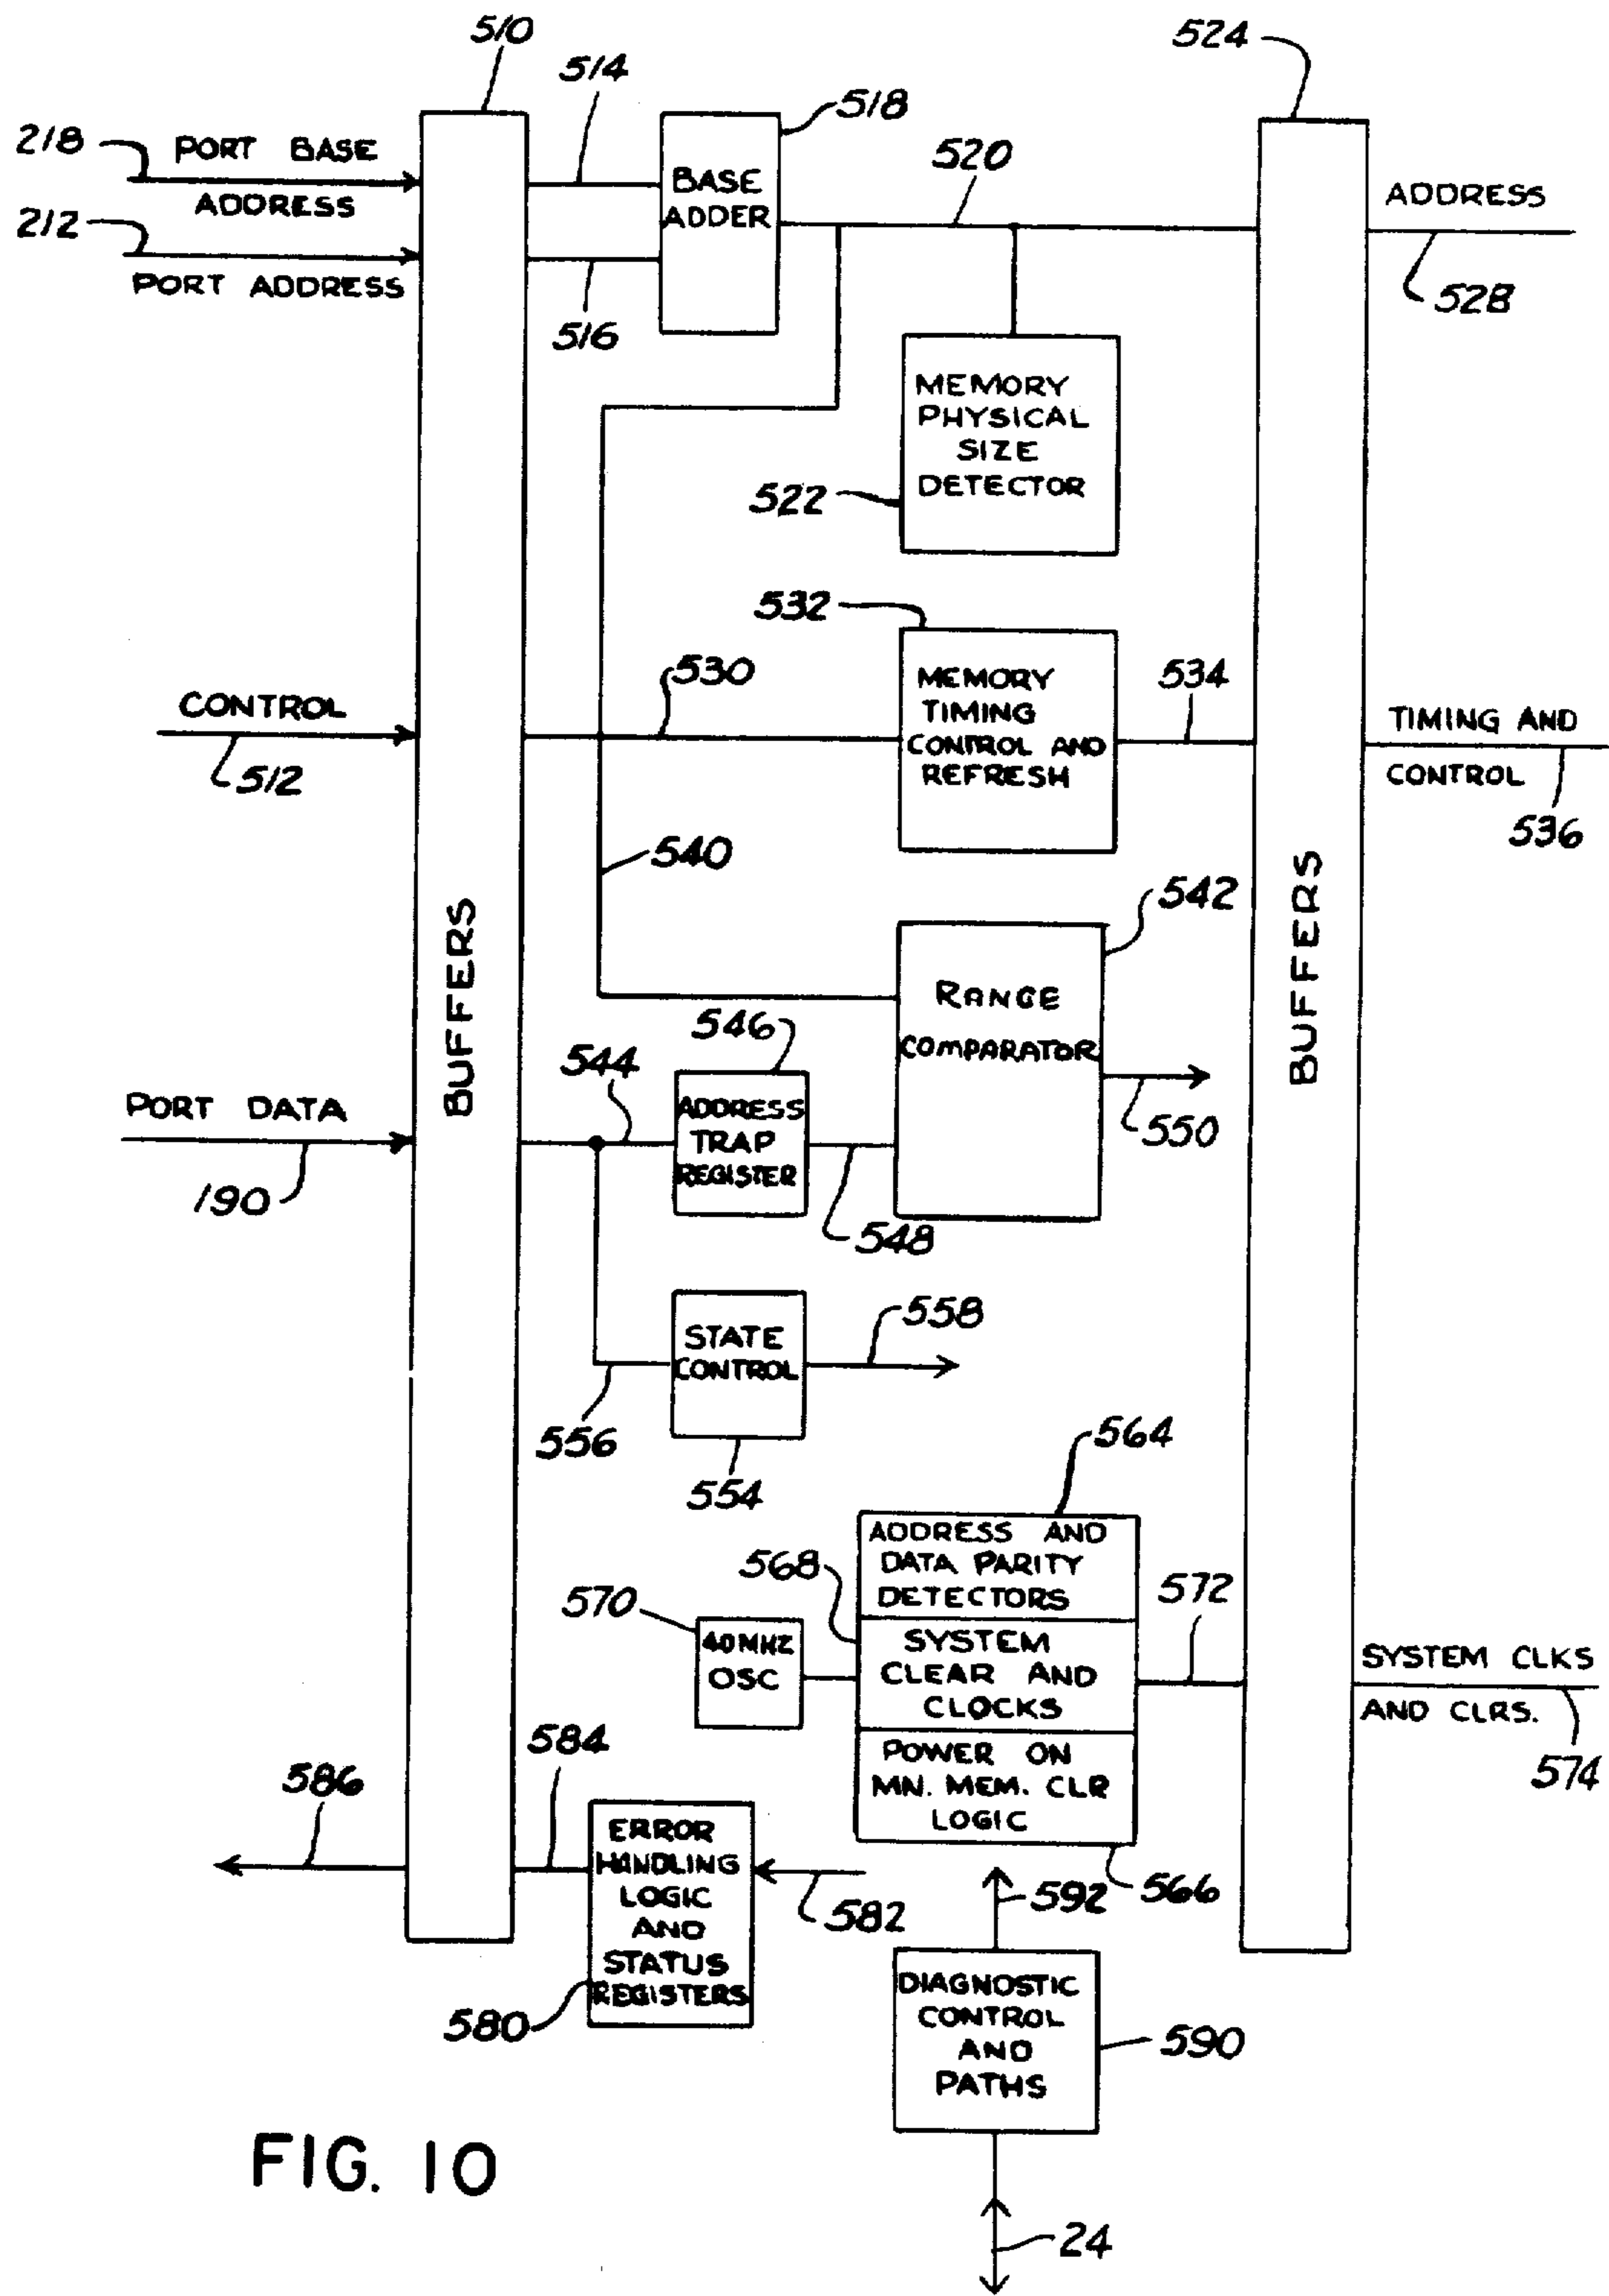 510
524
514
518
218
PORT BASE
ADDRESS
520
BASE
ADDER
ADDRESS
212
PORT ADDRESS
516
528
MEMORY
PHYSICAL
SIZE
DETECTOR
522
532
530
MEMORY
TIMING
CONTROL AND
REFRESH
534
CONTROL
512
TIMING AND
CONTROL
536
540
542
BUFFERS
BUFFERS
RANGE
COMPARATOR
546
544
PORT DATA
190
ADDRESS
TRAP
REGISTER
550
548
558
STATE
CONTROL
556
554
564
ADDRESS AND
DATA PARITY
DETECTORS
568
570
572
40 MHZ
OSC
SYSTEM
CLEAR AND
CLOCKS
SYSTEM CLKS
AND CLRS.
574
584
586
POWER ON
MN. MEM. CLR
LOGIC
566
ERROR
HANDLING
LOGIC
AND
STATUS
REGISTERS
582
592
580
DIAGNOSTIC
CONTROL
AND
PATHS
590
FIG. 10
24